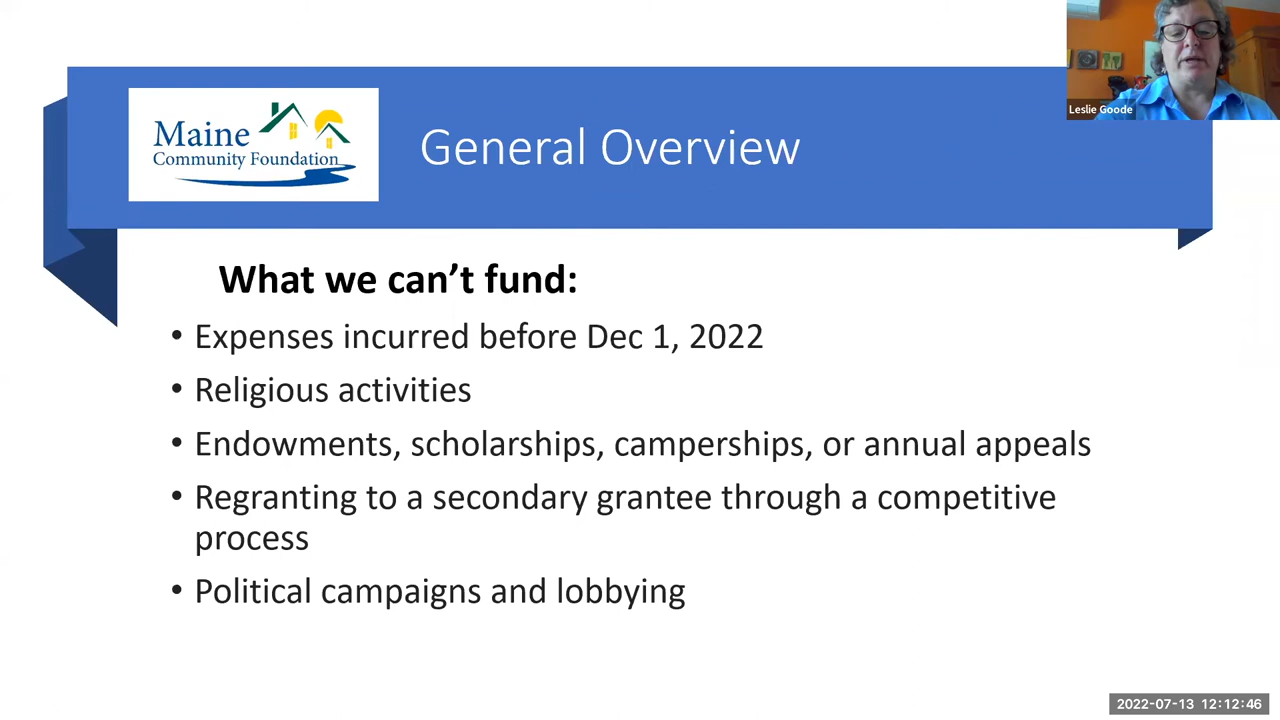 Leslie Goode
Maine
Community Foundation
General Overview
What we can’t fund:
• Expenses incurred before Dec 1, 2022
• Religious activities
• Endowments, scholarships, camperships, or annual appeals
• Regranting to a secondary grantee through a competitive
process
• Political campaigns and lobbying
2022-07-13 12:12:46